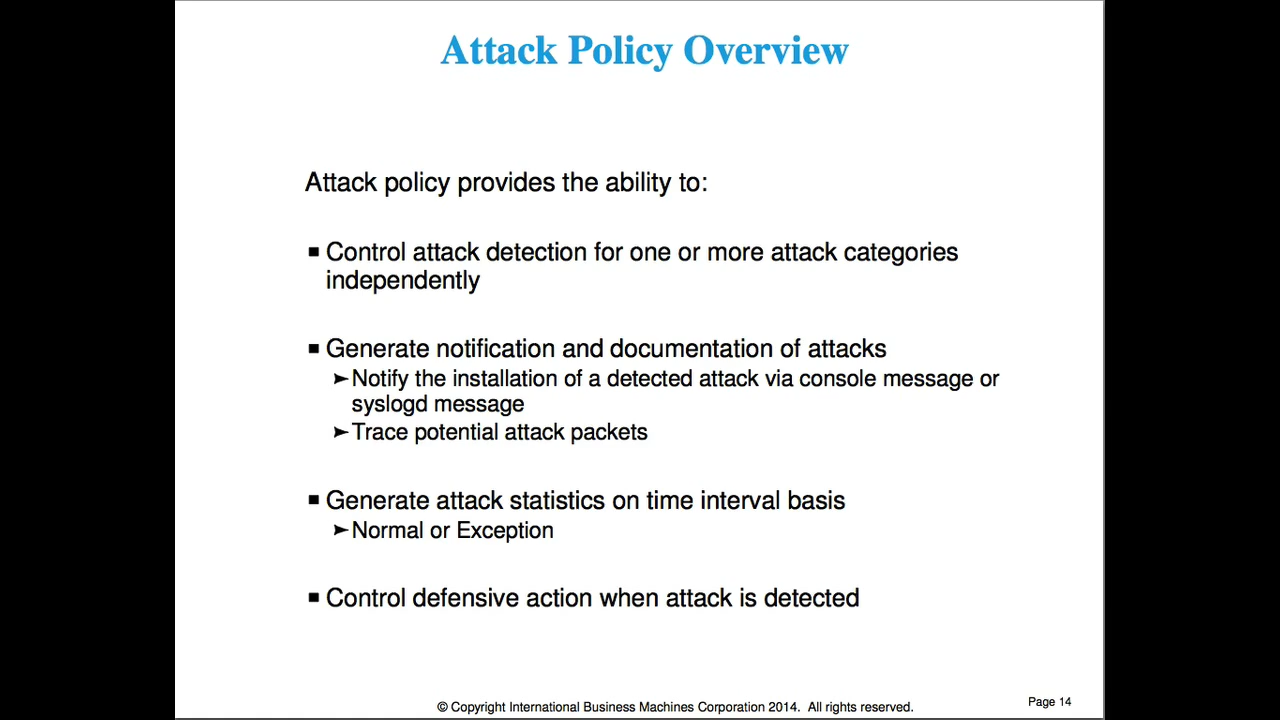 Attack Policy Overview
Attack policy provides the ability to:
■ Control attack detection for one or more attack categories
independently
■ Generate notification and documentation of attacks
➤Notify the installation of a detected attack via console message or
syslogd message
➤Trace potential attack packets
■ Generate attack statistics on time interval basis
➤Normal or Exception
■ Control defensive action when attack is detected
Page 14
© Copyright International Business Machines Corporation 2014. All rights reserved.